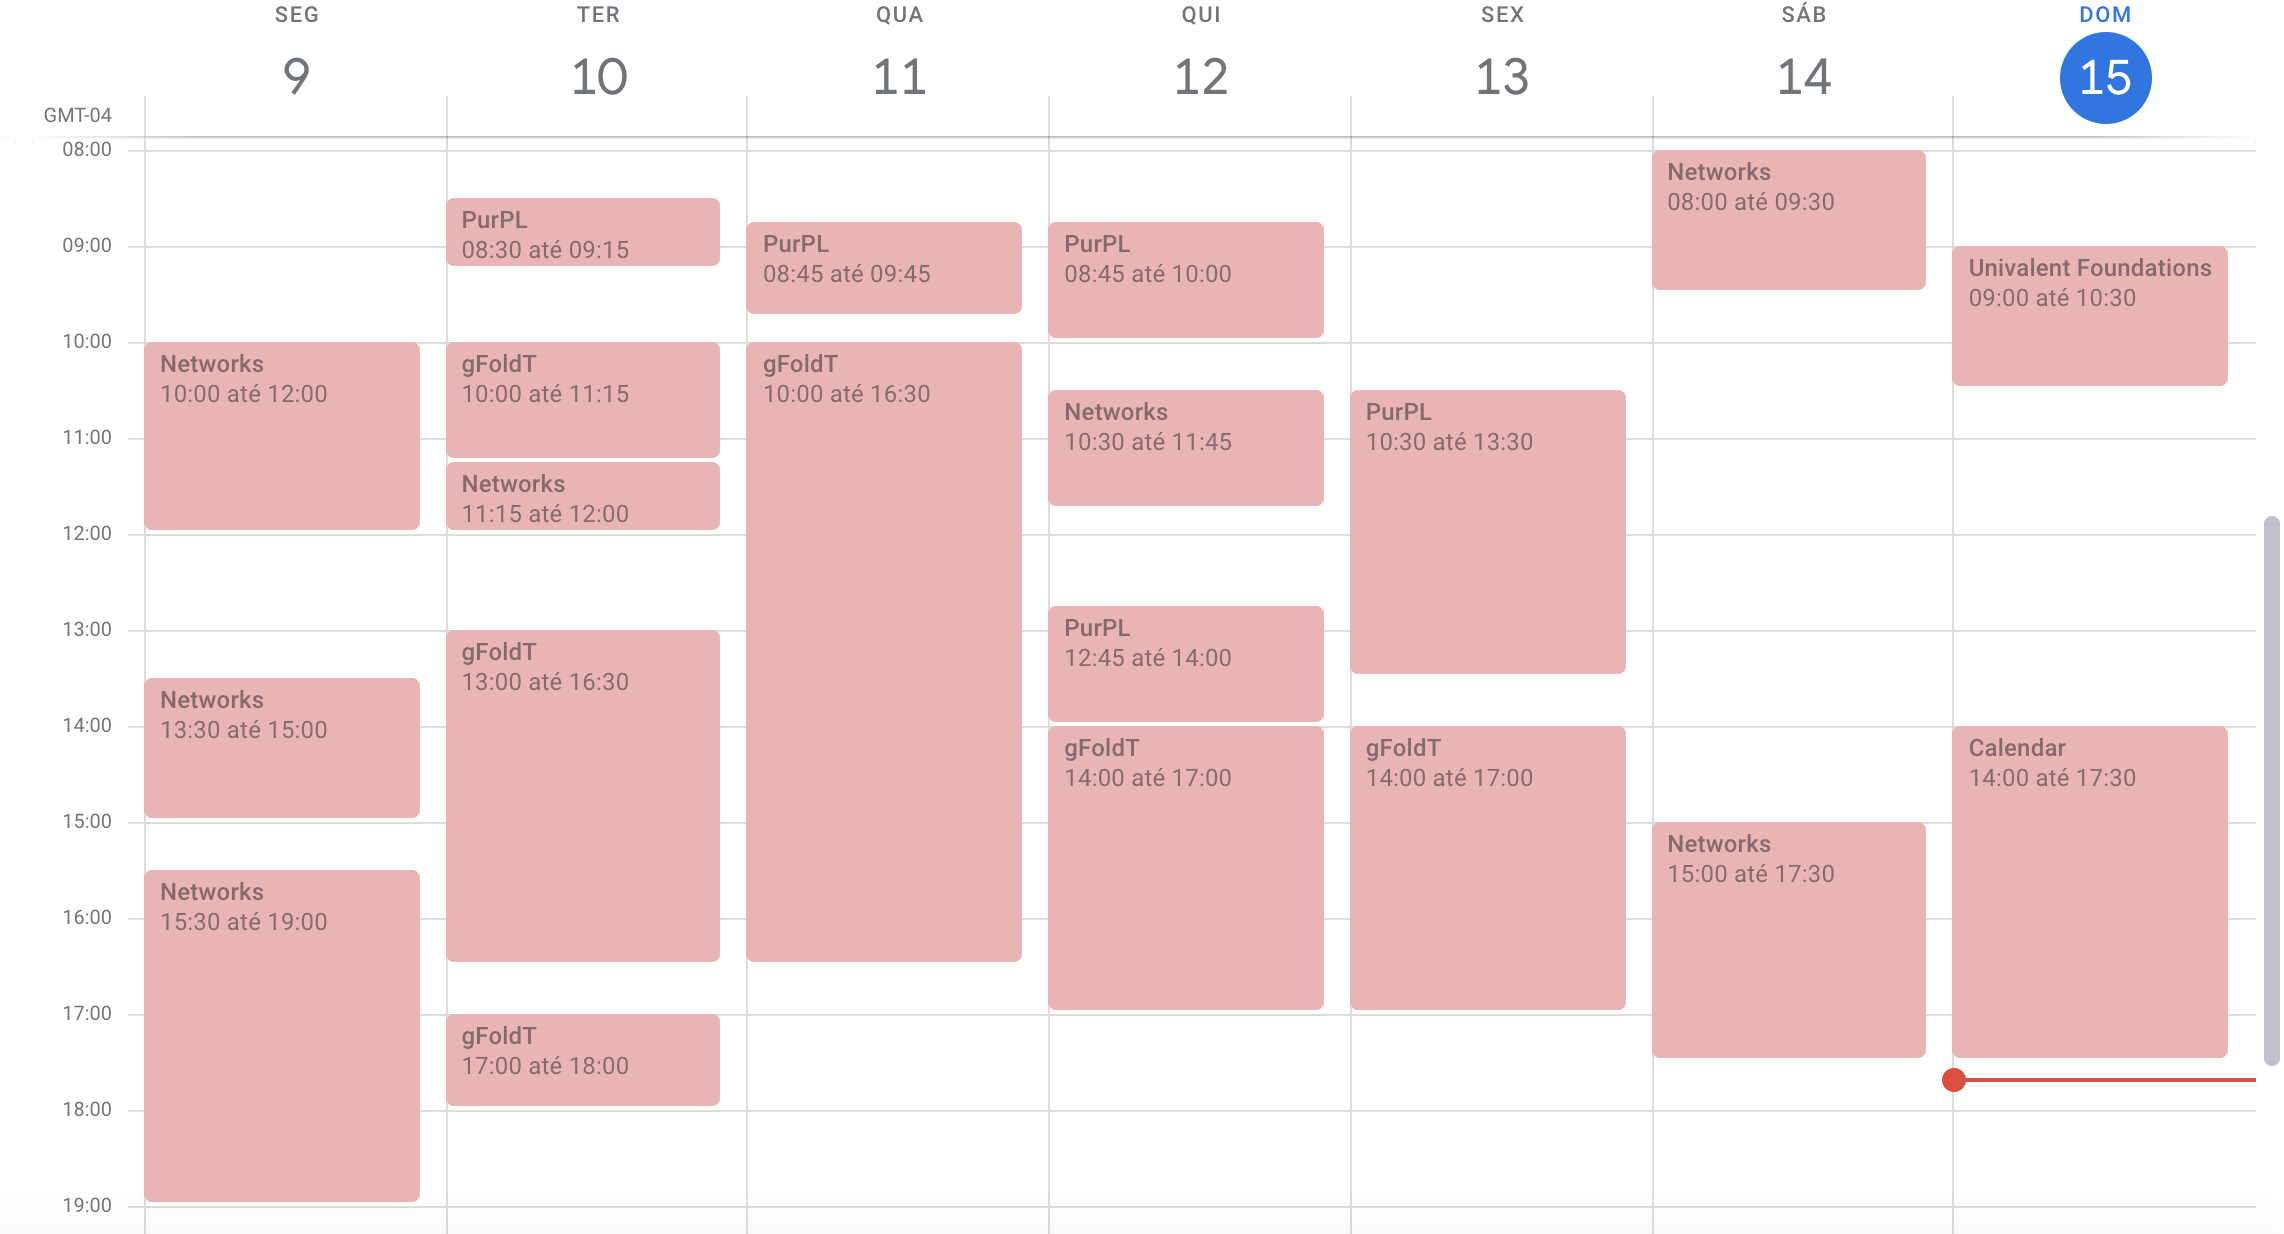 SEG
TER
QUA
QUI
SEX
SÁB
DOM
9
10
11
12
13
14
15
GMT-04
08:00
09:00
10:00
11:00
12:00
13:00
14:00
15:00
16:00
17:00
18:00
19:00
Networks
10:00 até 12:00
Networks
13:30 até 15:00
Networks
15:30 até 19:00
PurPL
08:30 até 09:15
gFoldT
10:00 até 11:15
Networks
11:15 até 12:00
gFoldT
13:00 até 16:30
gFoldT
17:00 até 18:00
PurPL
08:45 até 09:45
gFoldT
10:00 até 16:30
PurPL
08:45 até 10:00
Networks
10:30 até 11:45
PurPL
12:45 até 14:00
gFoldT
14:00 até 17:00
PurPL
10:30 até 13:30
gFoldT
14:00 até 17:00
Networks
08:00 até 09:30
Networks
15:00 até 17:30
Univalent Foundations
09:00 até 10:30
Calendar
14:00 até 17:30